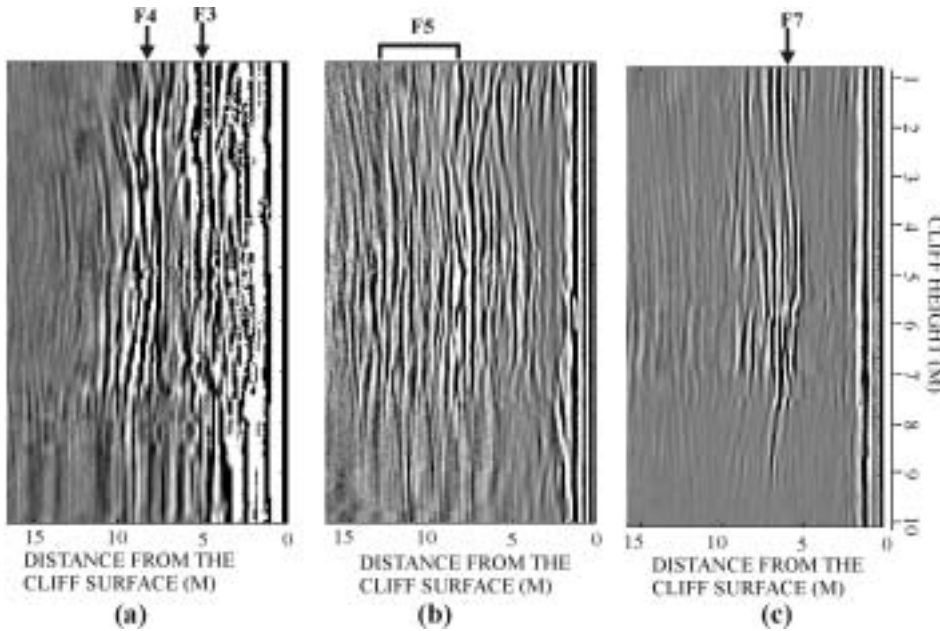 F4 F3
F5
F7
1
2
3
4
5
6
7
8
9
10
CLIFF HEIGHT (M)
15 10 5 0
15 10 5 0
15 10 5 0
DISTANCE FROM THE
CLIFF SURFACE (M)
DISTANCE FROM THE
CLIFF SURFACE (M)
DISTANCE FROM THE
CLIFF SURFACE (M)
(a)
(b)
(c)